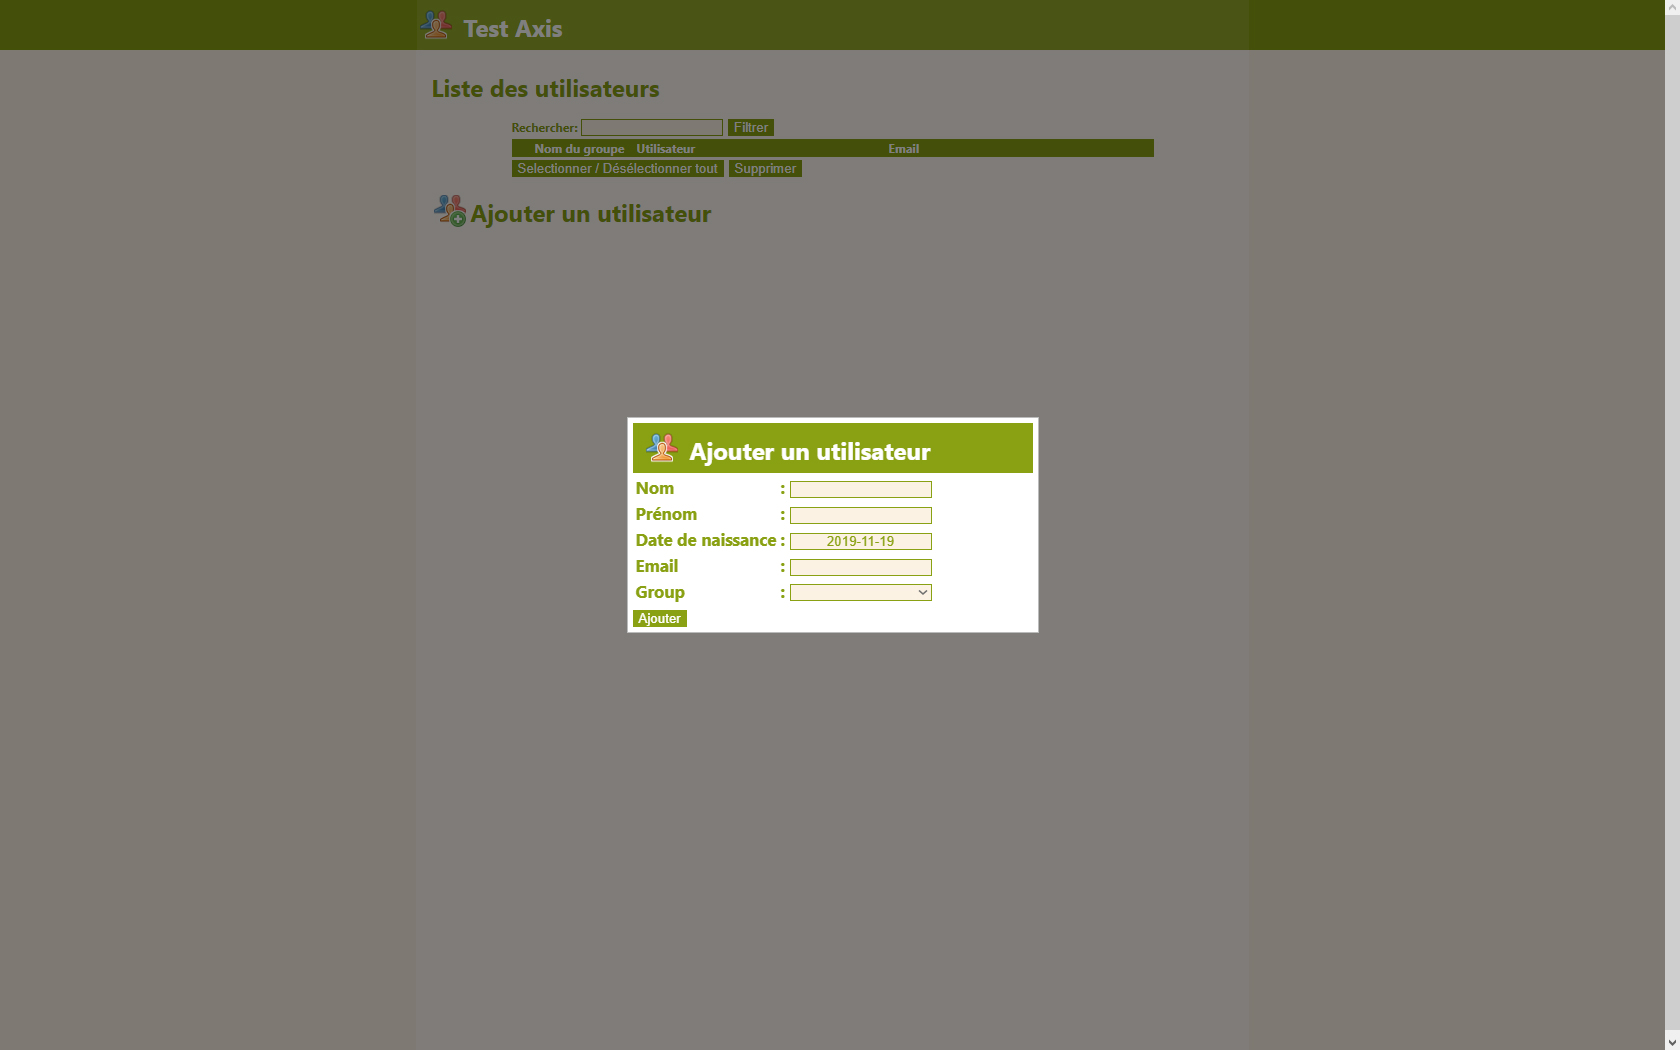 Test Axis
Liste des utilisateurs
Rechercher: Filtrer
Nom du groupe Utilisateur Email
Selectionner / Désélectionner tout Supprimer
Ajouter un utilisateur
Ajouter un utilisateur
Nom :
Prénom :
Date de naissance : 2019-11-19
Email :
Group :
Ajouter